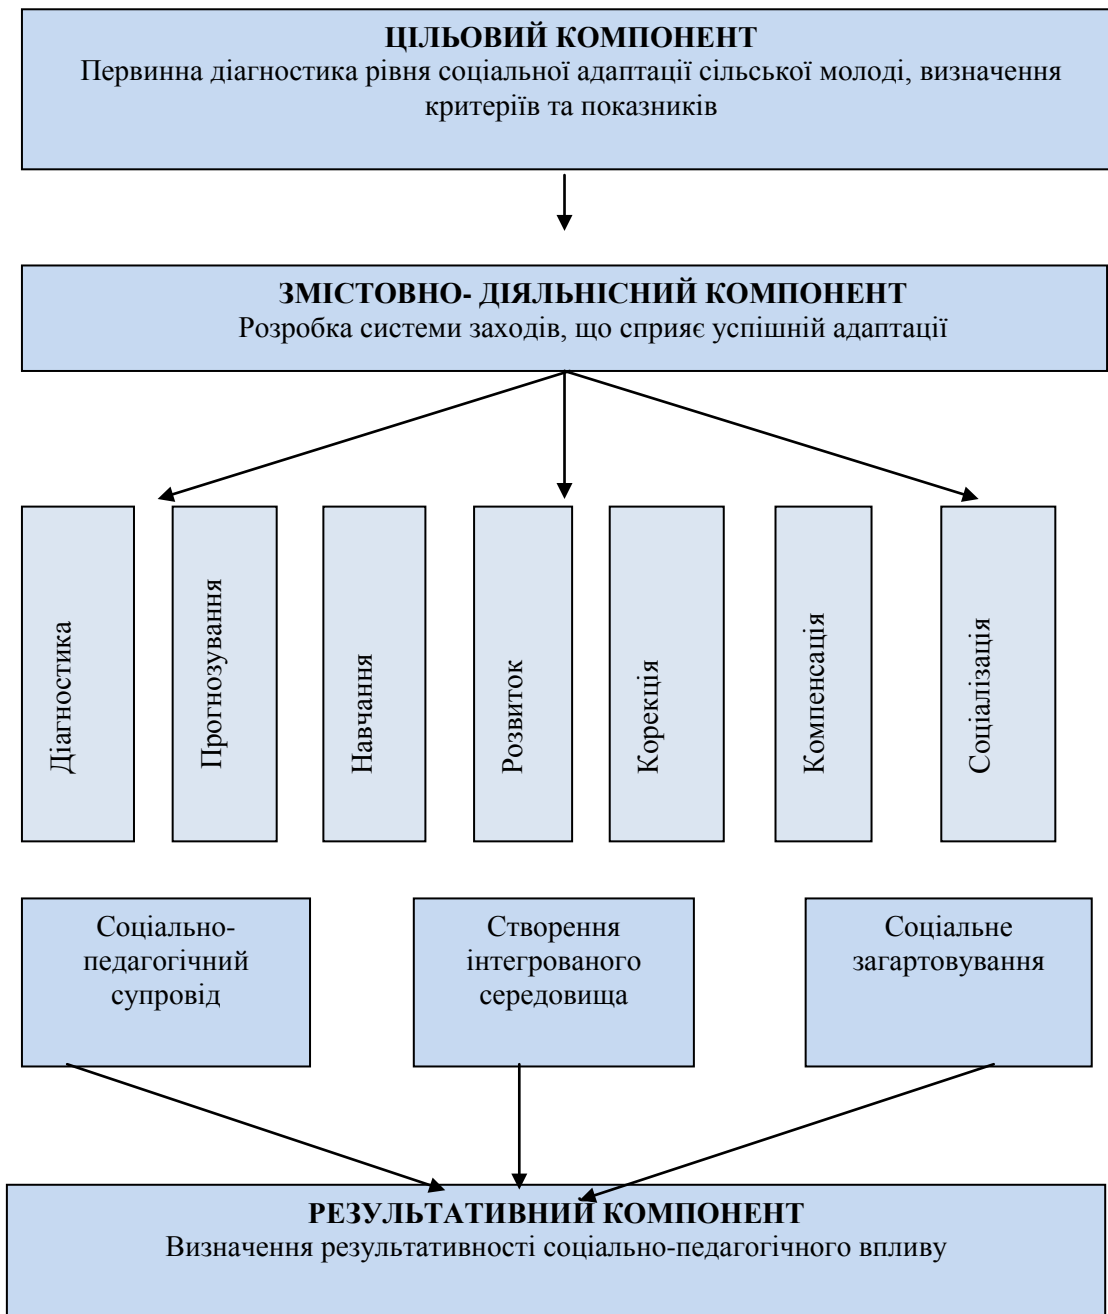 ЦІЛЬОВИЙ КОМПОНЕНТ
Первинна діагностика рівня соціальної адаптації сільської молоді, визначення
критеріїв та показників
ЗМІСТОВНО- ДІЯЛЬНІСНИЙ КОМПОНЕНТ
Розробка системи заходів, що сприяє успішній адаптації
Діагностика
Прогнозування
Навчання
Розвиток
Корекція
Компенсація
Соціалізація
Соціально-
педагогічний
супровід
Створення
інтегрованого
середовища
Соціальне
загартовування
РЕЗУЛЬТАТИВНИЙ КОМПОНЕНТ
Визначення результативності соціально-педагогічного впливу